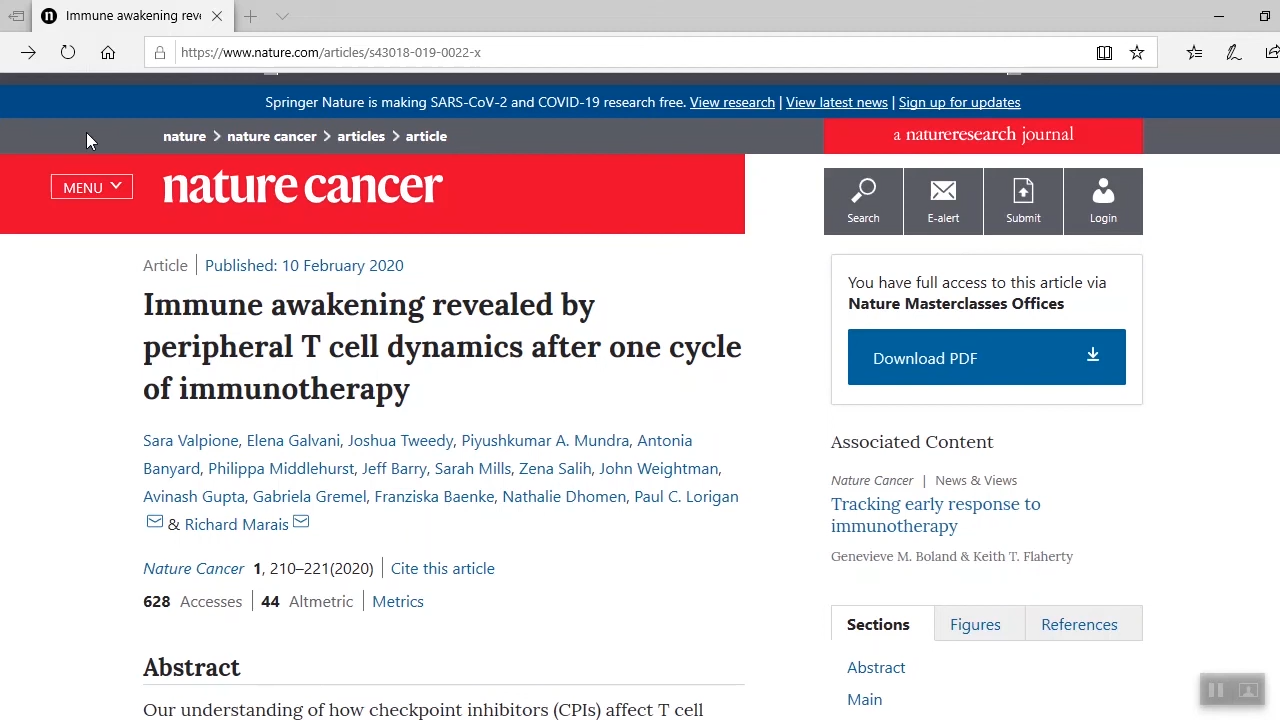 Immune awakening reve
https://www.nature.com/articles/s43018-019-0022-x
Springer Nature is making SARS-CoV-2 and COVID-19 research free. View research | View latest news | Sign up for updates
nature > nature cancer > articles > article
a natureresearch journal
MENU
nature cancer
Search
E-alert
Submit
Login
Article | Published: 10 February 2020
Immune awakening revealed by
peripheral T cell dynamics after one cycle
of immunotherapy
Sara Valpione, Elena Galvani, Joshua Tweedy, Piyushkumar A. Mundra, Antonia
Banyard, Philippa Middlehurst, Jeff Barry, Sarah Mills, Zena Salih, John Weightman,
Avinash Gupta, Gabriela Gremel, Franziska Baenke, Nathalie Dhomen, Paul C. Lorigan
& Richard Marais
Nature Cancer 1, 210–221(2020) | Cite this article
628 Accesses | 44 Altmetric | Metrics
Abstract
Our understanding of how checkpoint inhibitors (CPIs) affect T cell
You have full access to this article via
Nature Masterclasses Offices
Download PDF
Associated Content
Nature Cancer | News & Views
Tracking early response to
immunotherapy
Genevieve M. Boland & Keith T. Flaherty
Sections
Figures
References
Abstract
Main